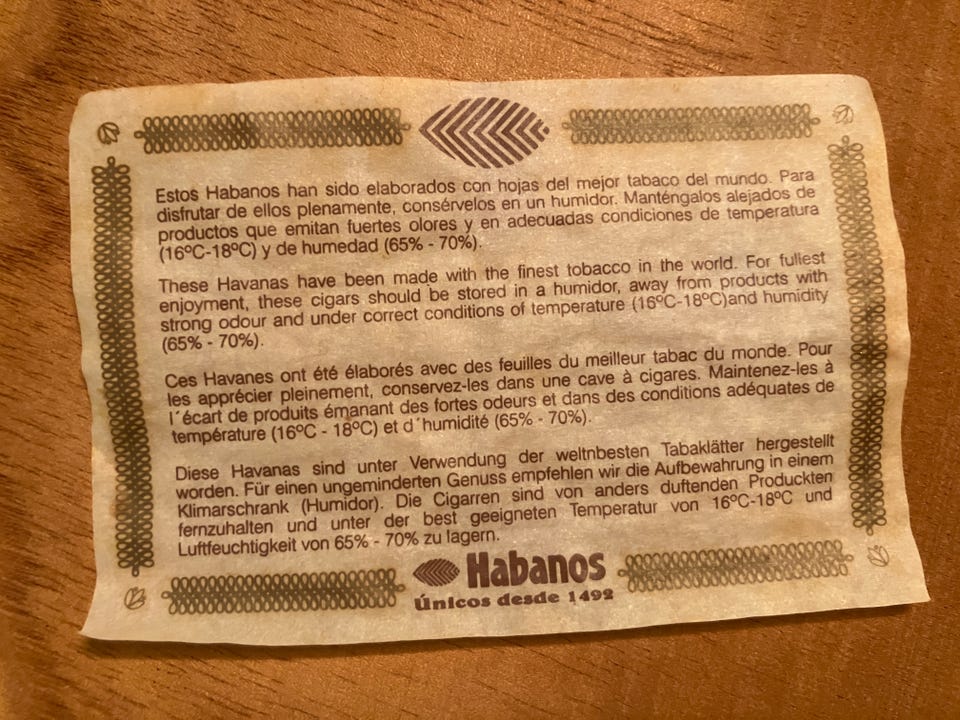 Estos Habanos han sido elaborados con hojas del mejor tabaco del mundo. Para
disfrutar de ellos plenamente, consérvelos en un humidor. Manténgalos alejados de
productos que emitan fuertes olores y en adecuadas condiciones de temperatura
(16ºC-18ºC) y de humedad (65% - 70%).
These Havanas have been made with the finest tobacco in the world. For fullest
enjoyment, these cigars should be stored in a humidor, away from products with
strong odour and under correct conditions of temperature (16ºC-18ºC)and humidity
(65% - 70%).
Ces Havanes ont été élaborés avec des feuilles du meilleur tabac du monde. Pour
les apprécier pleinement, conservez-les dans une cave à cigares. Maintenez-les à
l´écart de produits émanant des fortes odeurs et dans des conditions adéquates de
température (16ºC - 18ºC) et d´humidité (65% - 70%).
Diese Havanas sind unter Verwendung der weltnbesten Tabaklätter hergestellt
worden. Für einen ungeminderten Genuss empfehlen wir die Aufbewahrung in einem
Klimarschrank (Humidor). Die Cigarren sind von anders duftenden Produckten
fernzuhalten und unter der best geeigneten Temperatur von 16ºC-18ºC und
Luftfeuchtigkeit von 65% - 70% zu lagern.
Habanos
Únicos desde 1492